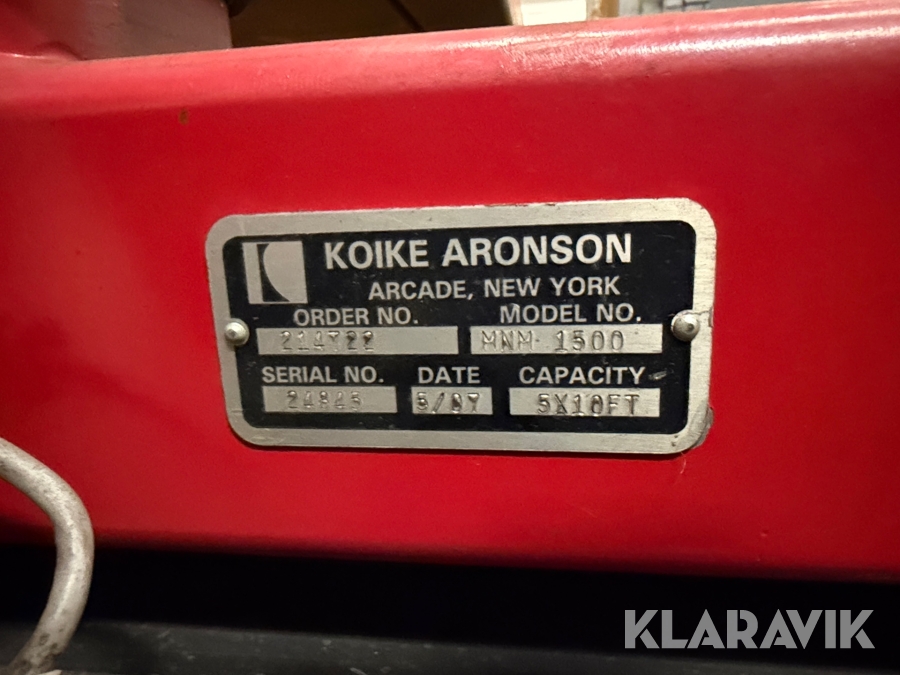 KOIKE ARONSON
ARCADE, NEW YORK
ORDER NO. MODEL NO.
MNM 1500
SERIAL NO. DATE CAPACITY
5X10FT
KLARAVIK